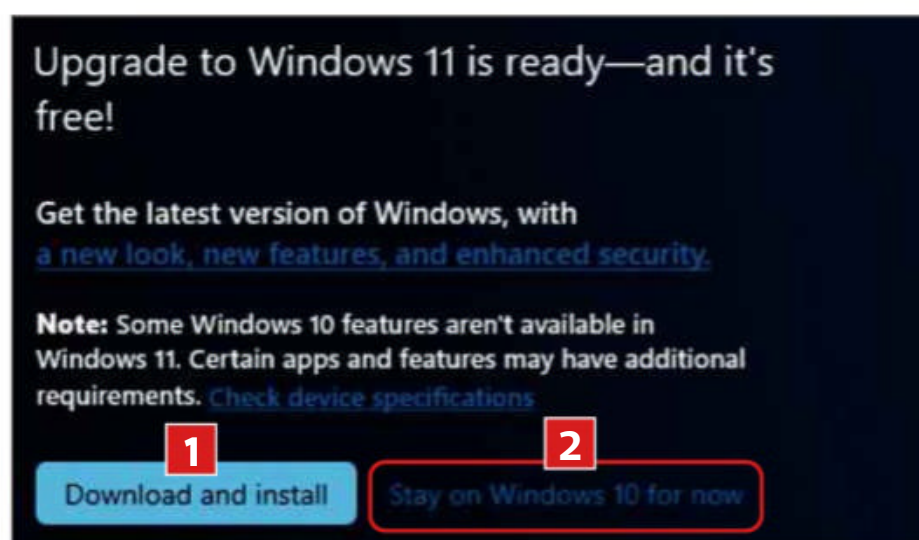 Upgrade to Windows 11 is ready—and it's
free!
Get the latest version of Windows, with
a new look, new features, and enhanced security.
Note: Some Windows 10 features aren't available in
Windows 11. Certain apps and features may have additional
requirements. Check device specifications
1
2
Download and install
Stay on Windows 10 for now